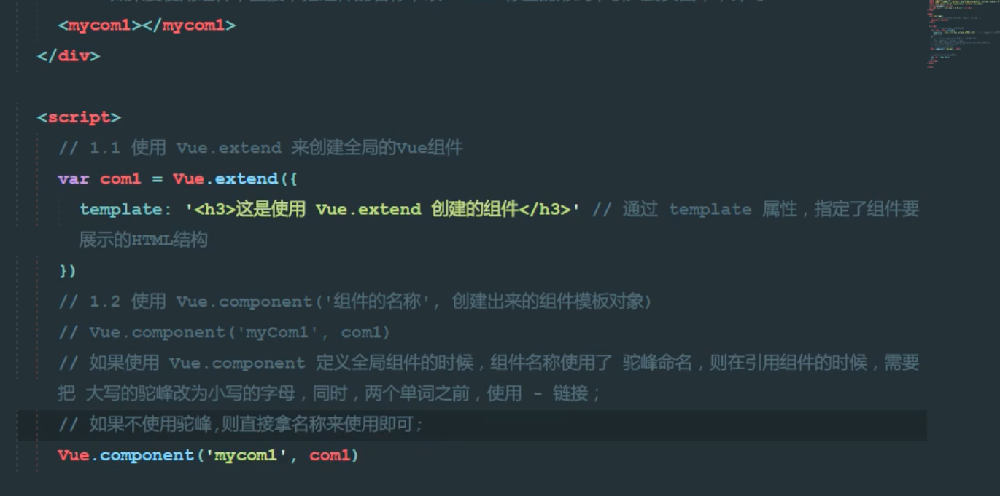 <mycom1></mycom1>
</div>
<script>
// 1.1 使用 Vue.extend 来创建全局的Vue组件
var com1 = Vue.extend({
template: '<h3>这是使用 Vue.extend 创建的组件</h3>' // 通过 template 属性，指定了组件要
展示的HTML结构
})
// 1.2 使用 Vue.component('组件的名称', 创建出来的组件模板对象)
// Vue.component('myCom1', com1)
// 如果使用 Vue.component 定义全局组件的时候，组件名称使用了 驼峰命名，则在引用组件的时候，需要
把 大写的驼峰改为小写的字母，同时，两个单词之前，使用 - 链接；
// 如果不使用驼峰,则直接拿名称来使用即可;
Vue.component('mycom1', com1)